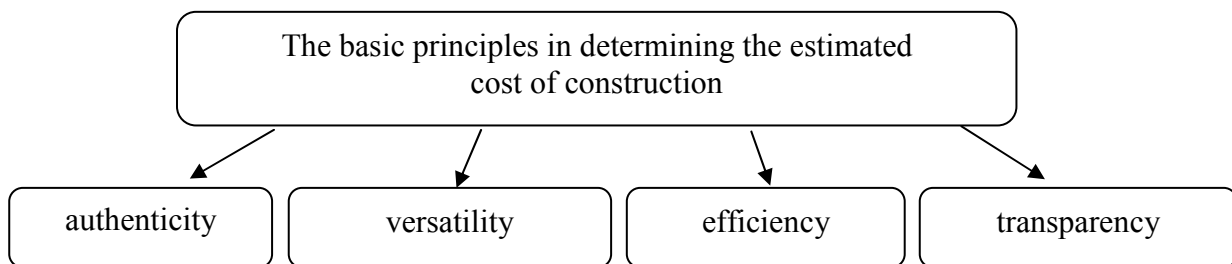 The basic principles in determining the estimated
cost of construction
authenticity
versatility
efficiency
transparency